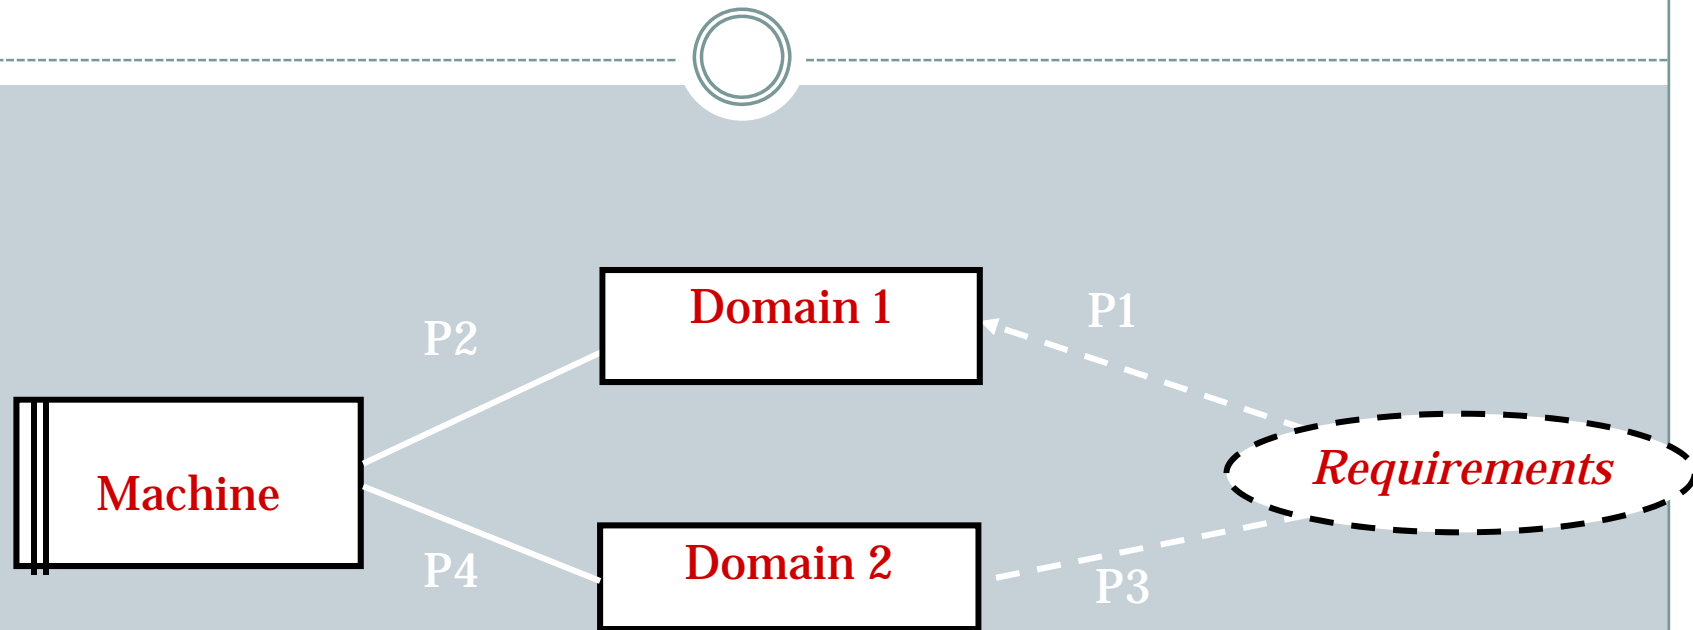 Domain 1
P1
P2
Requirements
Machine
Domain 2
P4
P3